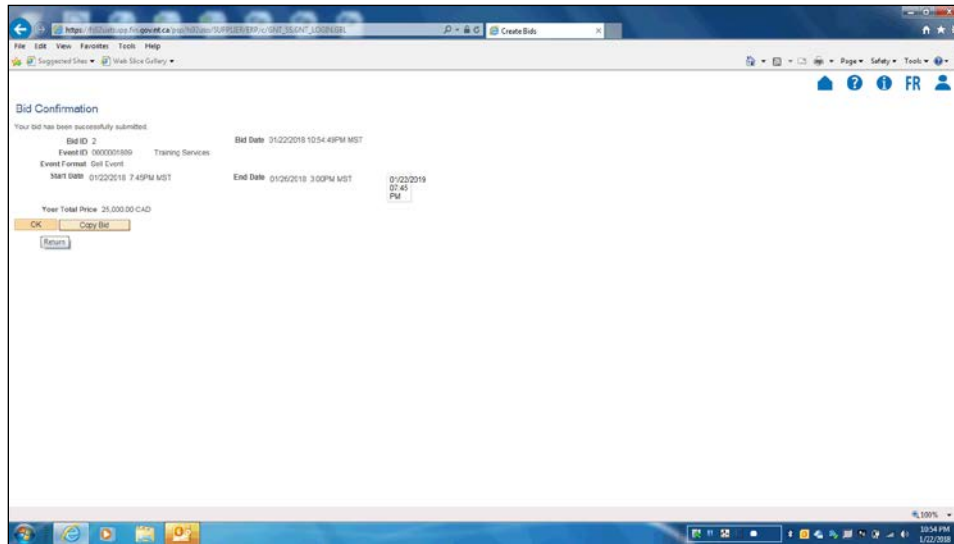 Create Bids
File Edit View Favorites Tools Help
Suggested Sites Web Slice Gallery
Page Safety Tools
FR
Bid Confirmation
Your bid has been successfully submitted.
Bid ID 2 Bid Date 01/22/2018 10:54:49PM MST
Event ID 0000001809 Training Services
Event Format Sell Event
Start Date 01/22/2018 7:45PM MST End Date 01/26/2018 3:00PM MST 01/22/2019
07:45
PM
Your Total Price 25,000.00 CAD
OK Copy Bid
Return
100%
10:54 PM
1/22/2018